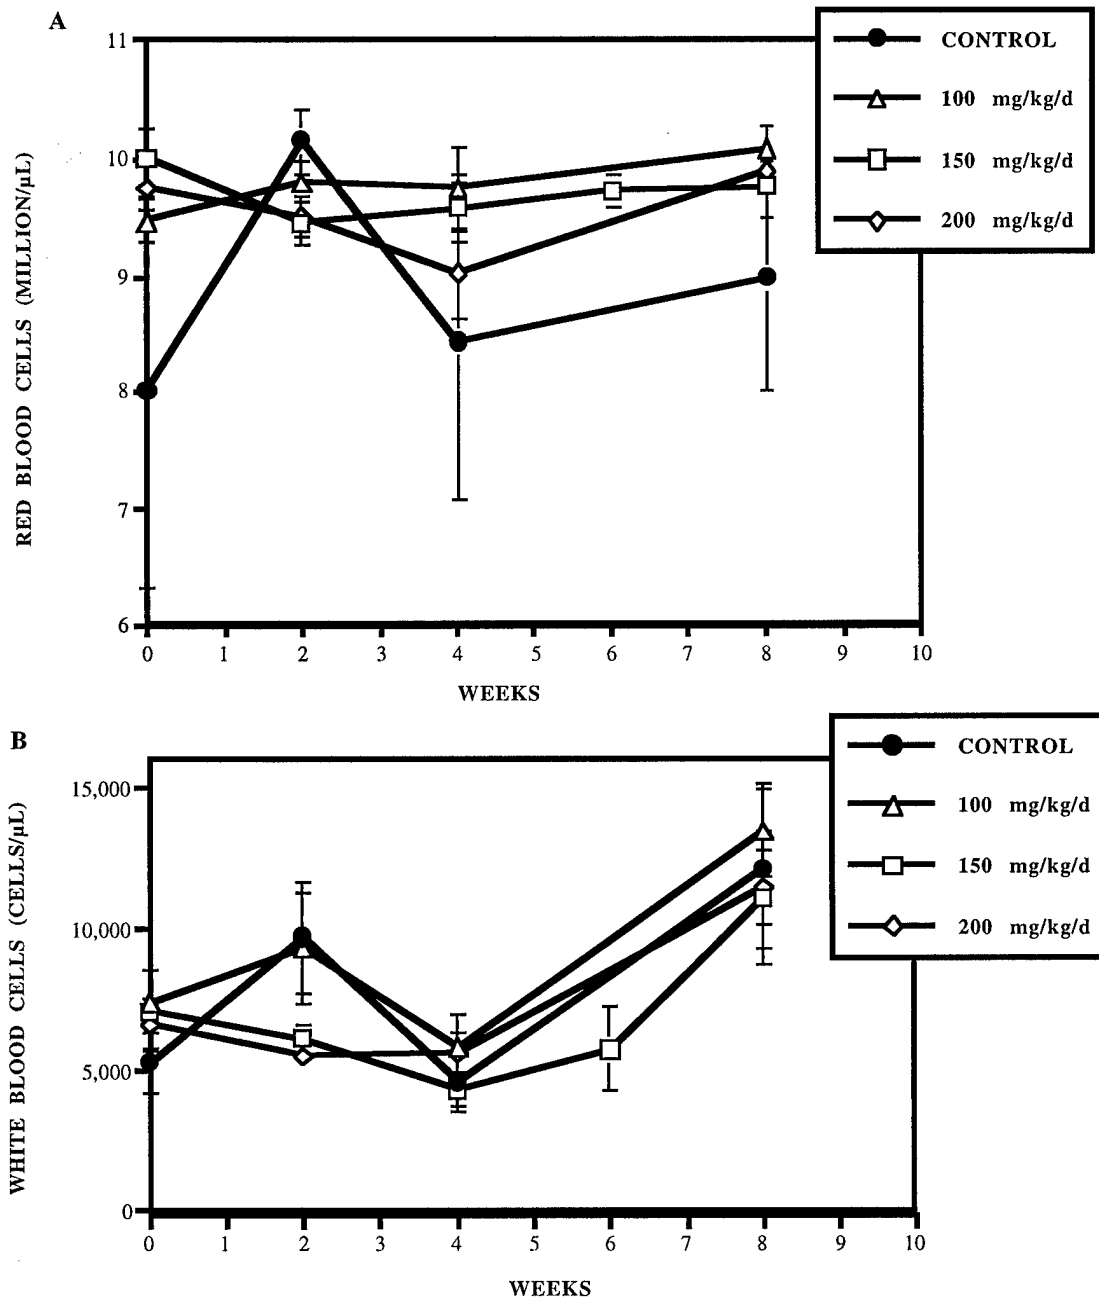 A
11
10
9
8
7
6
RED BLOOD CELLS (MILLION/µL)
0 1 2 3 4 5 6 7 8 9 10
WEEKS
CONTROL
100 mg/kg/d
150 mg/kg/d
200 mg/kg/d
B
15,000
10,000
5,000
0
WHITE BLOOD CELLS (CELLS/µL)
0 1 2 3 4 5 6 7 8 9 10
WEEKS
CONTROL
100 mg/kg/d
150 mg/kg/d
200 mg/kg/d